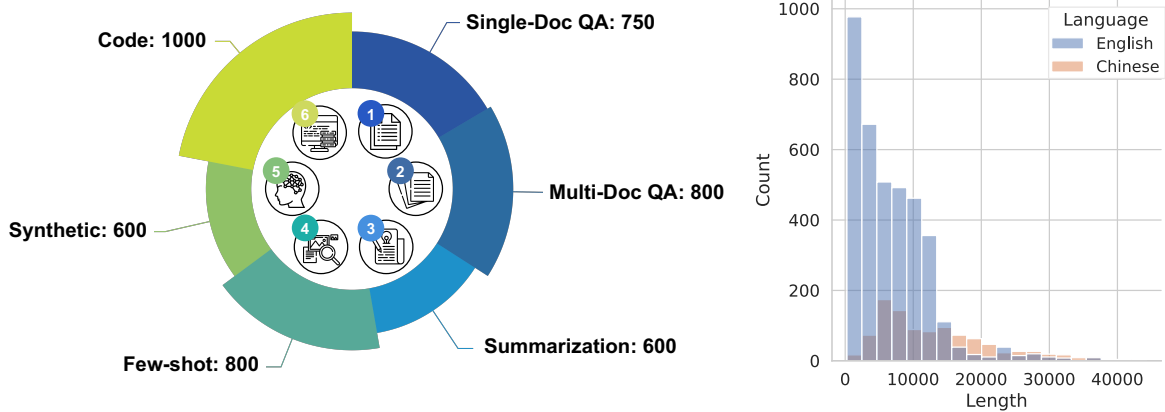 Code: 1000
Single-Doc QA: 750
6
1
5
2
Multi-Doc QA: 800
Synthetic: 600
4
3
Few-shot: 800
Summarization: 600
1000
800
600
400
200
0
Count
Language
English
Chinese
0 10000 20000 30000 40000
Length